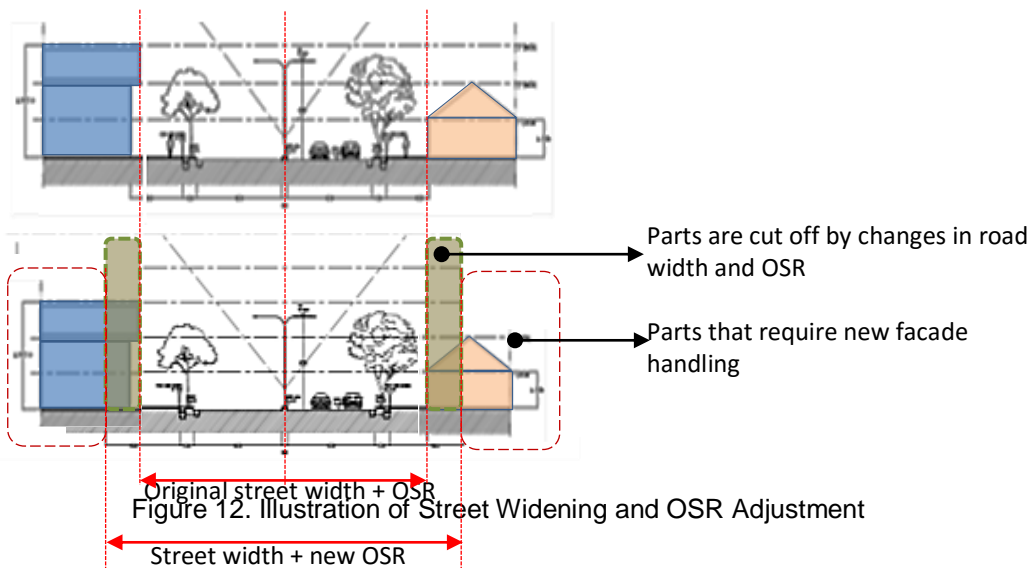 Parts are cut off by changes in road
width and OSR
Parts that require new facade
handling
Original street width + OSR
Figure 12. Illustration of Street Widening and OSR Adjustment
Street width + new OSR